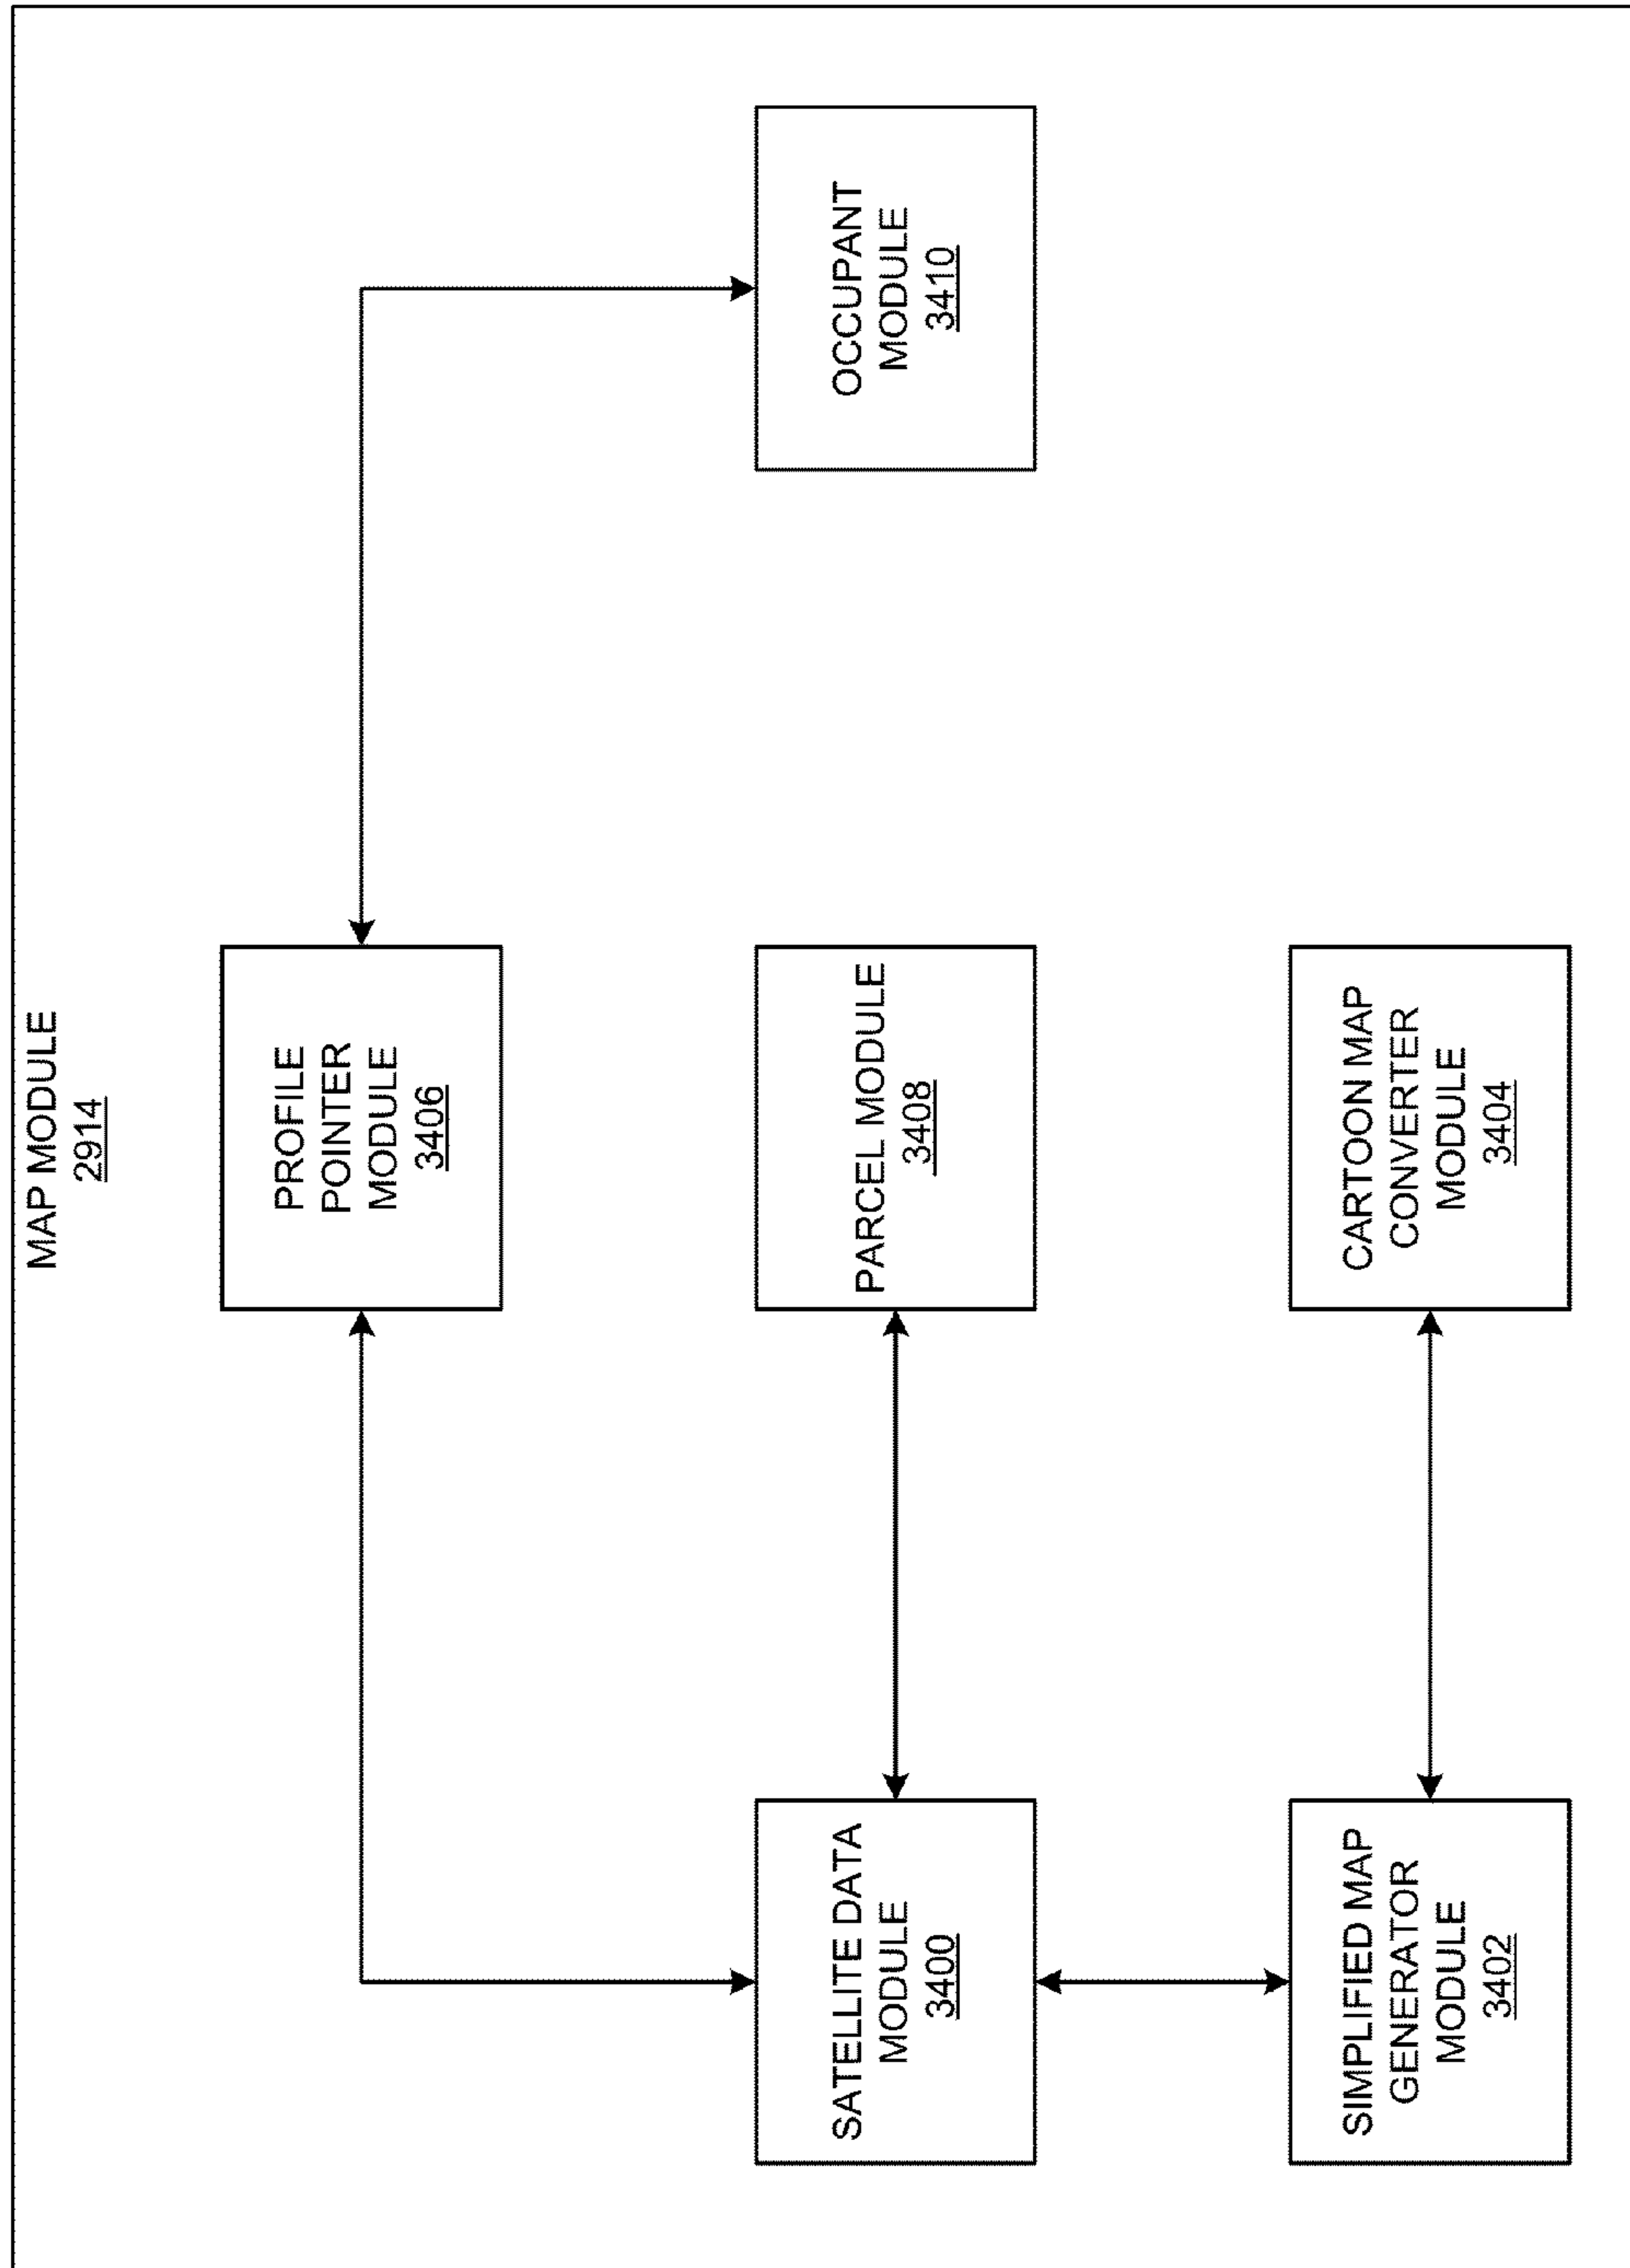 MAP MODULE
2914
PROFILE
POINTER
MODULE
3406
SATELLITE DATA
MODULE
3400
PARCEL MODULE
3408
OCCUPANT
MODULE
3410
SIMPLIFIED MAP
GENERATOR
MODULE
3402
CARTOON MAP
CONVERTER
MODULE
3404